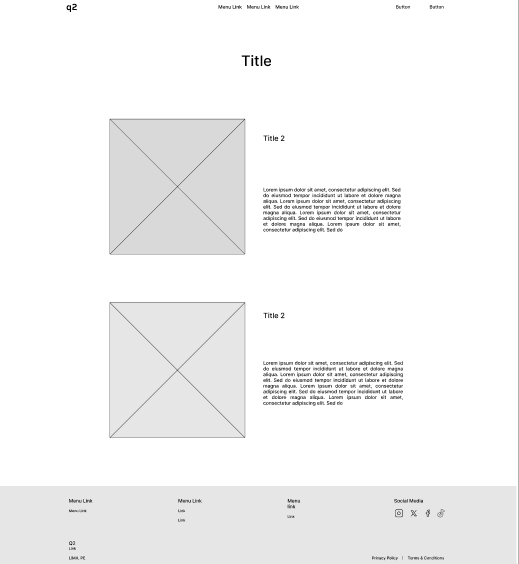 q2
Menu Link Menu Link Menu Link
Button
Button
Title
Title 2
Lorem ipsum dolor sit amet, consectetur adipiscing elit. Sed
do eiusmod tempor incididunt ut labore et dolore magna
aliqua. Lorem ipsum dolor sit amet, consectetur adipiscing
elit. Sed do eiusmod tempor incididunt ut labore et dolore
magna aliqua. Lorem ipsum dolor sit amet, consectetur
adipiscing elit. Sed do eiusmod tempor incididunt ut labore
et dolore magna aliqua. Lorem ipsum dolor sit amet,
consectetur adipiscing elit. Sed do
Title 2
Lorem ipsum dolor sit amet, consectetur adipiscing elit. Sed
do eiusmod tempor incididunt ut labore et dolore magna
aliqua. Lorem ipsum dolor sit amet, consectetur adipiscing
elit. Sed do eiusmod tempor incididunt ut labore et dolore
magna aliqua. Lorem ipsum dolor sit amet, consectetur
adipiscing elit. Sed do eiusmod tempor incididunt ut labore
et dolore magna aliqua. Lorem ipsum dolor sit amet,
consectetur adipiscing elit. Sed do
Menu Link
Menu Link
Menu Link
Link
Link
Menu
link
Link
Social Media
Q2
Link
LIMA, PE.
Privacy Policy | Terms & Conditions